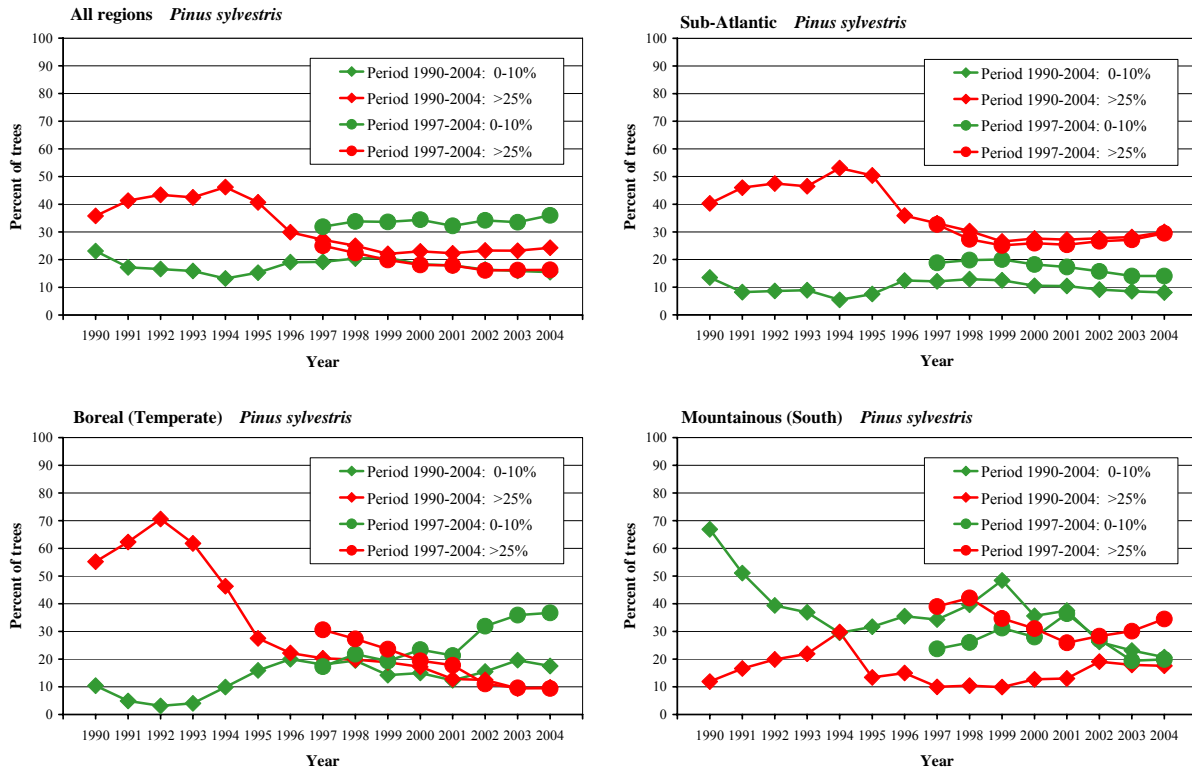 All regions Pinus sylvestris
100
90
80
70
60
50
40
30
20
10
0
Percent of trees
Period 1990-2004: 0-10%
Period 1990-2004: >25%
Period 1997-2004: 0-10%
Period 1997-2004: >25%
1990 1991 1992 1993 1994 1995 1996 1997 1998 1999 2000 2001 2002 2003 2004
Year
Sub-Atlantic Pinus sylvestris
100
90
80
70
60
50
40
30
20
10
0
Percent of trees
Period 1990-2004: 0-10%
Period 1990-2004: >25%
Period 1997-2004: 0-10%
Period 1997-2004: >25%
1990 1991 1992 1993 1994 1995 1996 1997 1998 1999 2000 2001 2002 2003 2004
Year
Boreal (Temperate) Pinus sylvestris
100
90
80
70
60
50
40
30
20
10
0
Percent of trees
Period 1990-2004: 0-10%
Period 1990-2004: >25%
Period 1997-2004: 0-10%
Period 1997-2004: >25%
1990 1991 1992 1993 1994 1995 1996 1997 1998 1999 2000 2001 2002 2003 2004
Year
Mountainous (South) Pinus sylvestris
100
90
80
70
60
50
40
30
20
10
0
Percent of trees
Period 1990-2004: 0-10%
Period 1990-2004: >25%
Period 1997-2004: 0-10%
Period 1997-2004: >25%
1990 1991 1992 1993 1994 1995 1996 1997 1998 1999 2000 2001 2002 2003 2004
Year